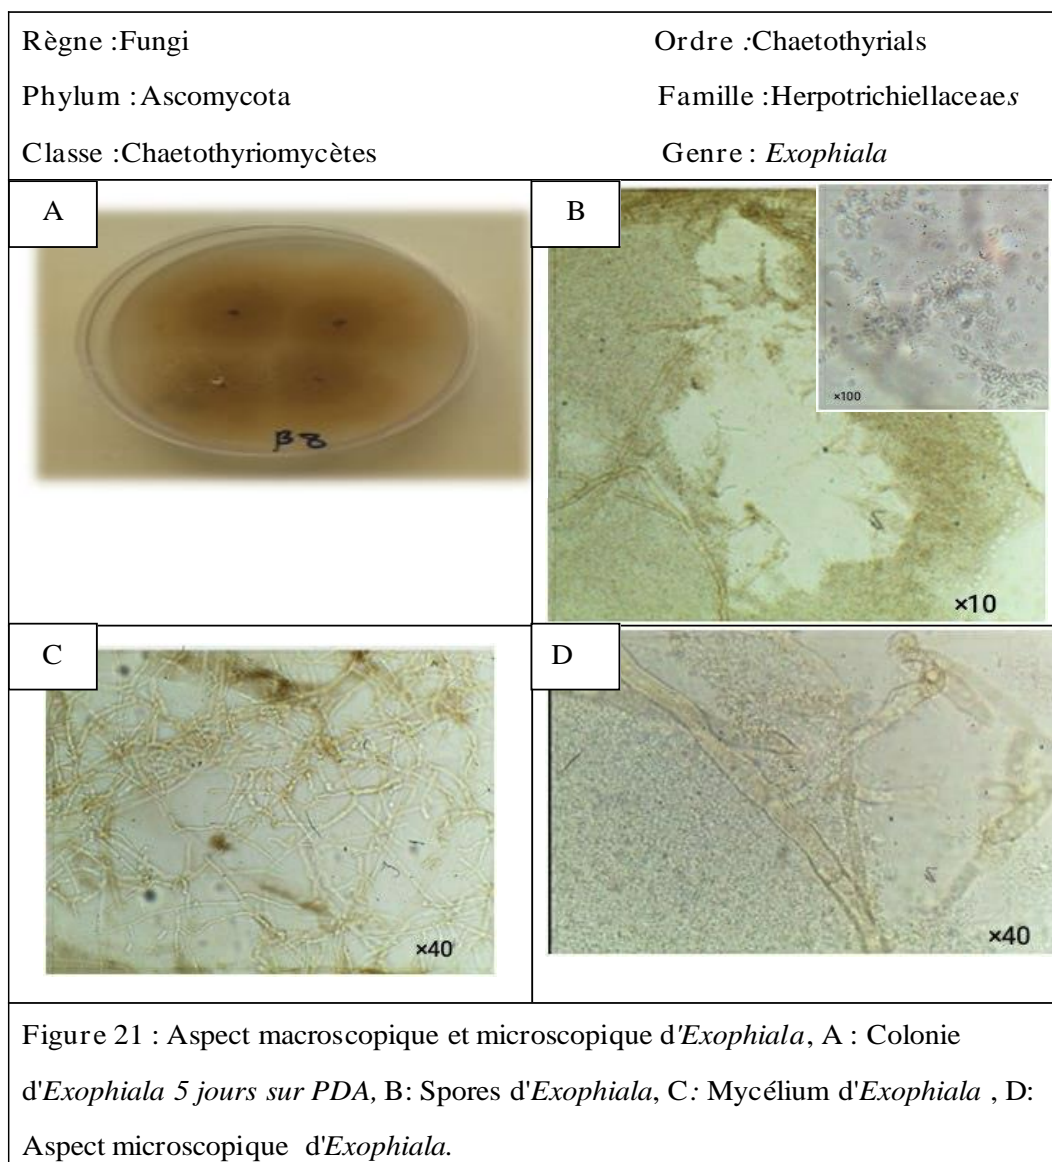 Règne :Fungi
Ordre :Chaetothyrials
Phylum : Ascomycota
Famille :Herpotrichiellaceaes
Classe :Chaetothyriomycètes
Genre : Exophiala
A
B
×100
×10
β8
C
D
×40
×40
Figure 21 : Aspect macroscopique et microscopique d'Exophiala, A : Colonie
d'Exophiala 5 jours sur PDA, B: Spores d'Exophiala, C: Mycélium d'Exophiala , D:
Aspect microscopique d'Exophiala.